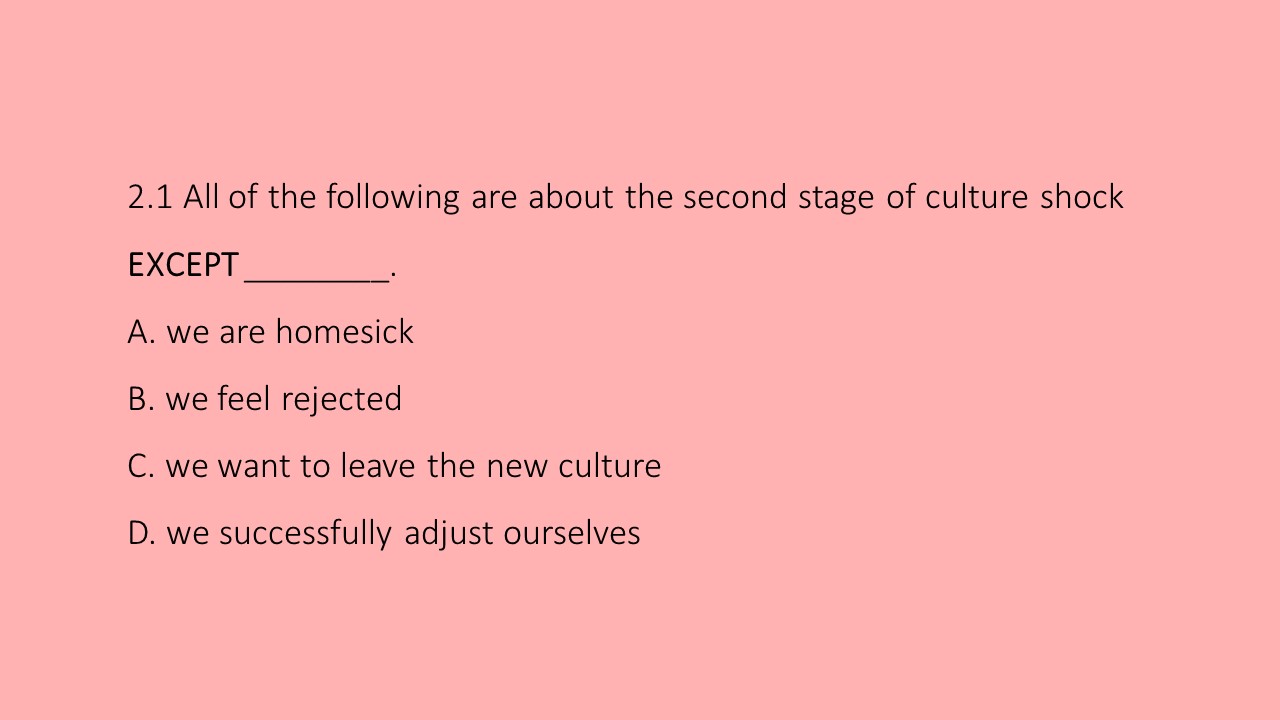 2.1 All of the following are about the second stage of culture shock
EXCEPT ________.
A. we are homesick
B. we feel rejected
C. we want to leave the new culture
D. we successfully adjust ourselves